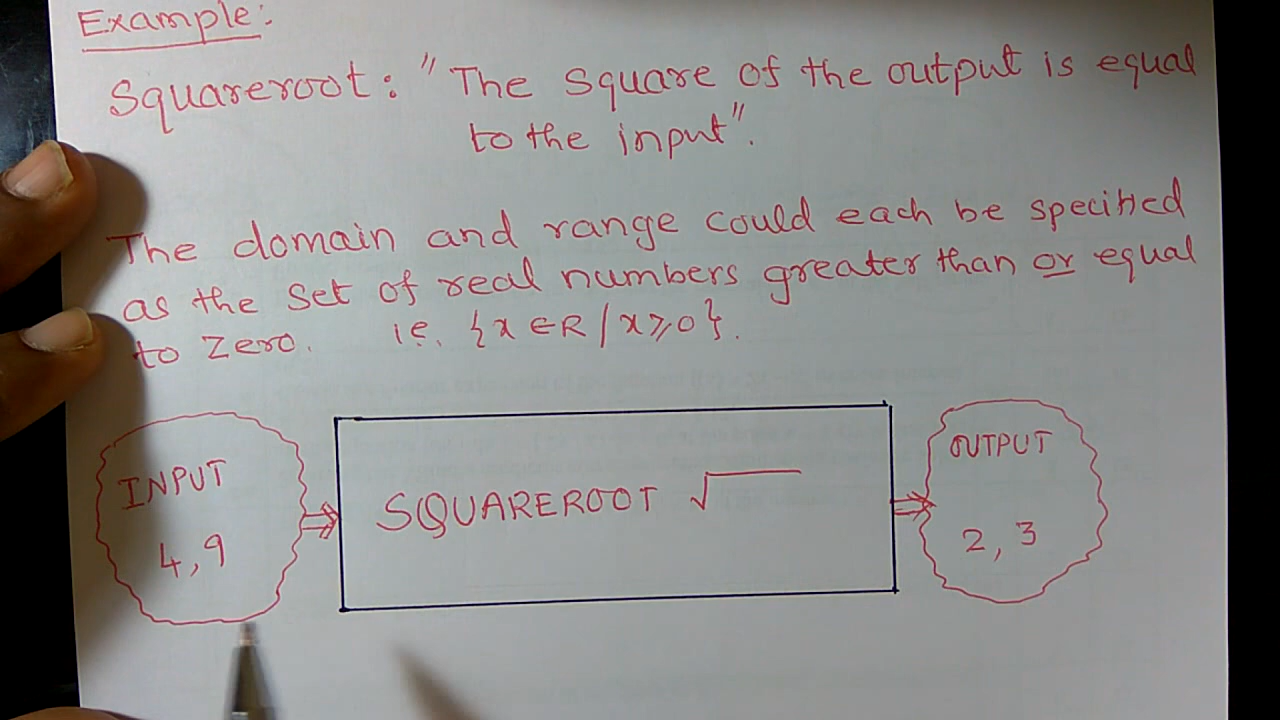 Example:
Squareroot: "The square of the output is equal
to the input".
The domain and range could each be specified
as the set of real numbers greater than or equal
to zero. ie. {x ∈ R / x ≥ 0}.
INPUT
4, 9
SQUAREROOT √
OUTPUT
2, 3